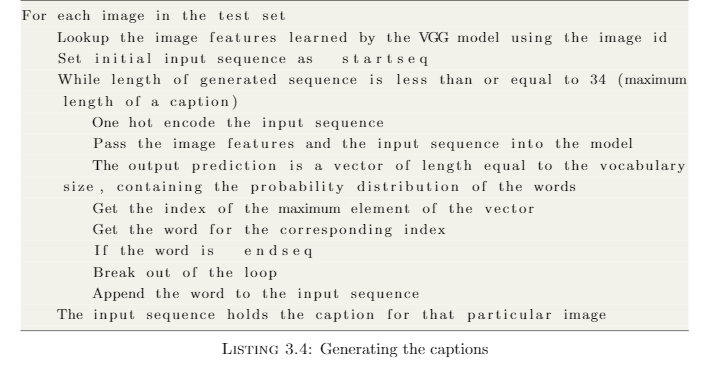 For each image in the test set
Lookup the image features learned by the VGG model using the image id
Set initial input sequence as startseq
While length of generated sequence is less than or equal to 34 (maximum
length of a caption)
One hot encode the input sequence
Pass the image features and the input sequence into the model
The output prediction is a vector of length equal to the vocabulary
size, containing the probability distribution of the words
Get the index of the maximum element of the vector
Get the word for the corresponding index
If the word is endseq
Break out of the loop
Append the word to the input sequence
The input sequence holds the caption for that particular image
LISTING 3.4: Generating the captions